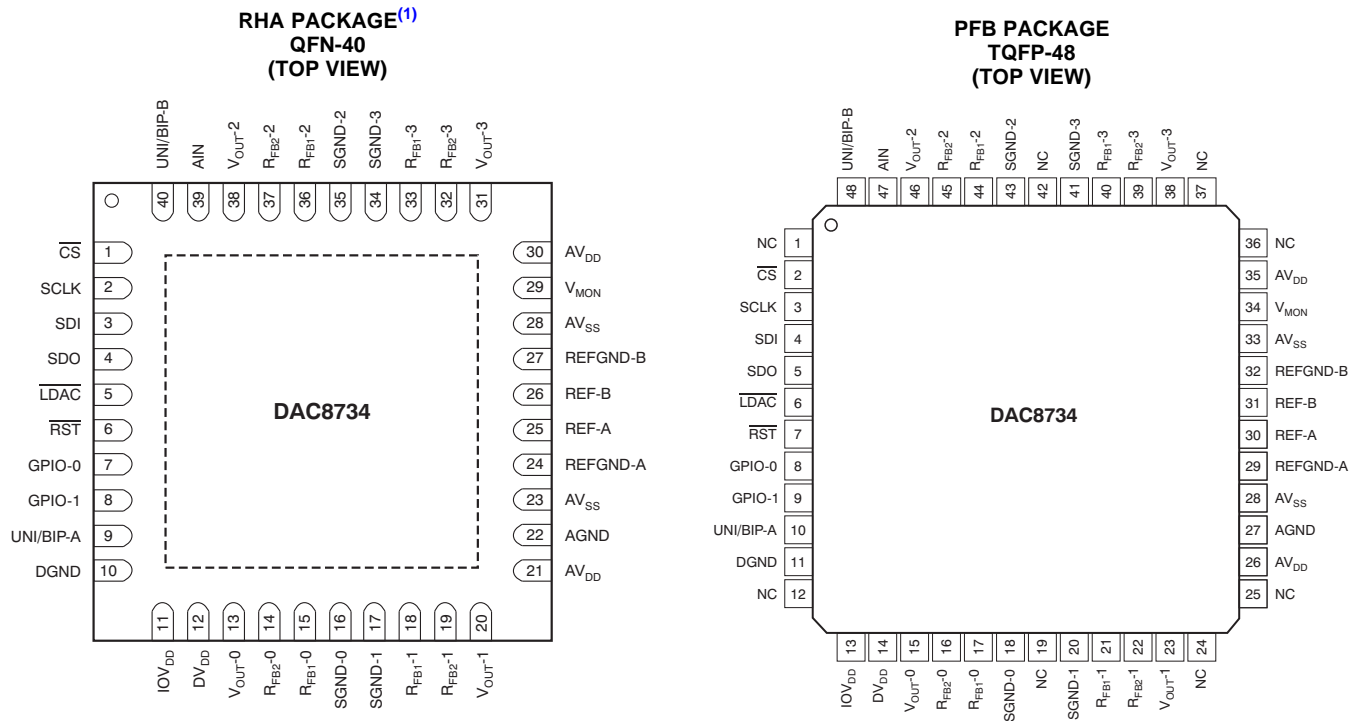 RHA PACKAGE(1)
QFN-40
(TOP VIEW)
UNI/BIP-B
AIN
VOUT-2
RFB2-2
RFB1-2
SGND-2
SGND-3
RFB1-3
RFB2-3
VOUT-3
40 39 38 37 36 35 34 33 32 31
CS 1
SCLK 2
SDI 3
SDO 4
LDAC 5
RST 6
GPIO-0 7
GPIO-1 8
UNI/BIP-A 9
DGND 10
DAC8734
30 AVDD
29 VMON
28 AVSS
27 REFGND-B
26 REF-B
25 REF-A
24 REFGND-A
23 AVSS
22 AGND
21 AVDD
11 12 13 14 15 16 17 18 19 20
IOVDD
DVDD
VOUT-0
RFB2-0
RFB1-0
SGND-0
SGND-1
RFB1-1
RFB2-1
VOUT-1
PFB PACKAGE
TQFP-48
(TOP VIEW)
UNI/BIP-B
AIN
VOUT-2
RFB2-2
RFB1-2
SGND-2
NC
SGND-3
RFB1-3
RFB2-3
VOUT-3
NC
48 47 46 45 44 43 42 41 40 39 38 37
NC 1
CS 2
SCLK 3
SDI 4
SDO 5
LDAC 6
RST 7
GPIO-0 8
GPIO-1 9
UNI/BIP-A 10
DGND 11
NC 12
DAC8734
36 NC
35 AVDD
34 VMON
33 AVSS
32 REFGND-B
31 REF-B
30 REF-A
29 REFGND-A
28 AVSS
27 AGND
26 AVDD
25 NC
13 14 15 16 17 18 19 20 21 22 23 24
IOVDD
DVDD
VOUT-0
RFB2-0
RFB1-0
SGND-0
NC
SGND-1
RFB1-1
RFB2-1
VOUT-1
NC